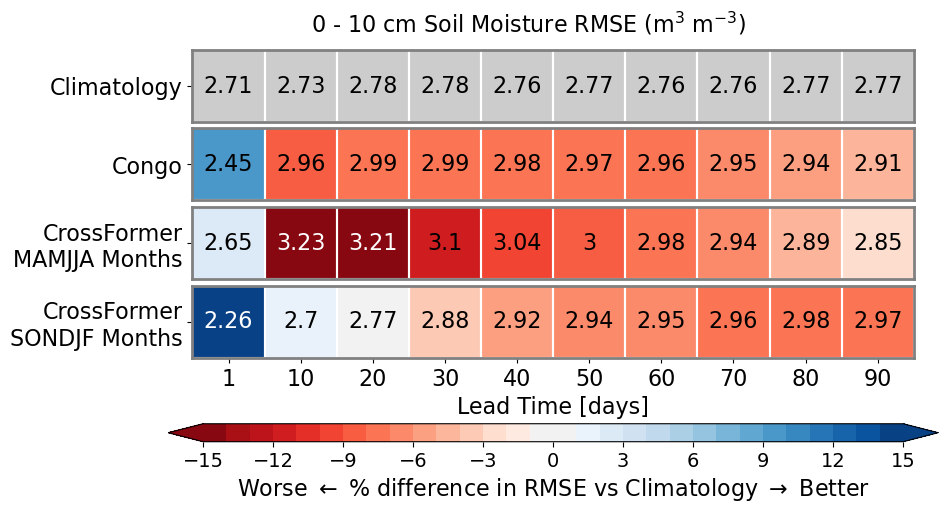 0 - 10 cm Soil Moisture RMSE (m³ m⁻³)
Climatology 2.71 2.73 2.78 2.78 2.76 2.77 2.76 2.76 2.77 2.77
Congo 2.45 2.96 2.99 2.99 2.98 2.97 2.96 2.95 2.94 2.91
CrossFormer
MAMJJA Months 2.65 3.23 3.21 3.1 3.04 3 2.98 2.94 2.89 2.85
CrossFormer
SONDJF Months 2.26 2.7 2.77 2.88 2.92 2.94 2.95 2.96 2.98 2.97
1 10 20 30 40 50 60 70 80 90
Lead Time [days]
−15 −12 −9 −6 −3 0 3 6 9 12 15
Worse ← % difference in RMSE vs Climatology → Better